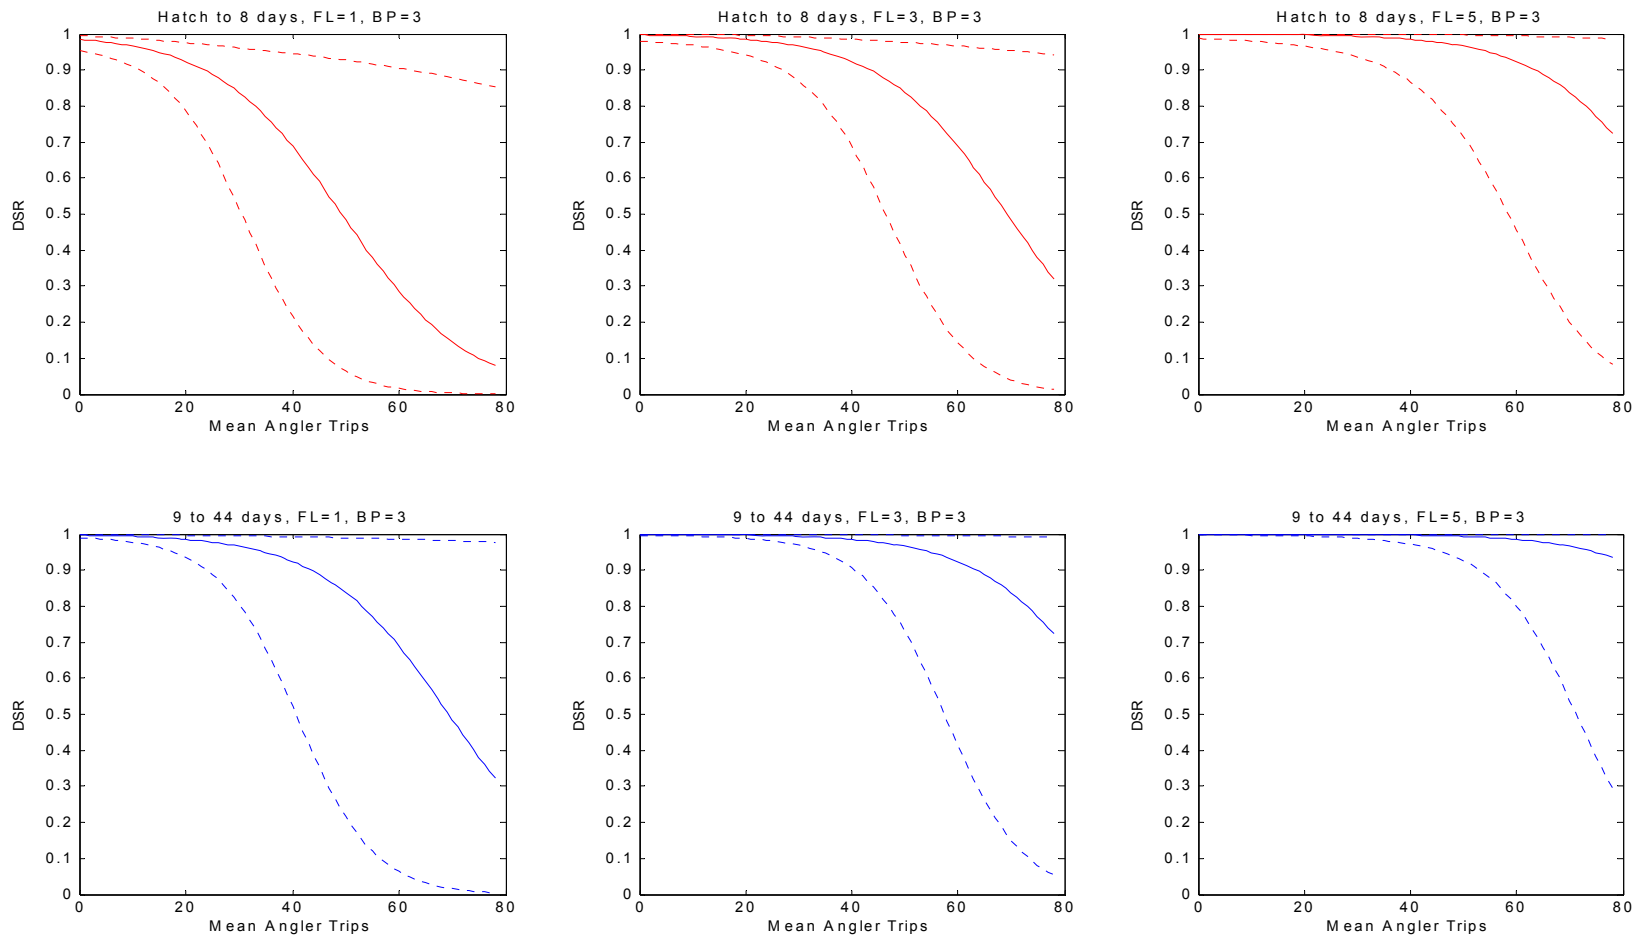 Hatch to 8 days, FL=1, BP=3
1
0.9
0.8
0.7
0.6
0.5
0.4
0.3
0.2
0.1
0
DSR
0 20 40 60 80
Mean Angler Trips
Hatch to 8 days, FL=3, BP=3
1
0.9
0.8
0.7
0.6
0.5
0.4
0.3
0.2
0.1
0
DSR
0 20 40 60 80
Mean Angler Trips
Hatch to 8 days, FL=5, BP=3
1
0.9
0.8
0.7
0.6
0.5
0.4
0.3
0.2
0.1
0
DSR
0 20 40 60 80
Mean Angler Trips
9 to 44 days, FL=1, BP=3
1
0.9
0.8
0.7
0.6
0.5
0.4
0.3
0.2
0.1
0
DSR
0 20 40 60 80
Mean Angler Trips
9 to 44 days, FL=3, BP=3
1
0.9
0.8
0.7
0.6
0.5
0.4
0.3
0.2
0.1
0
DSR
0 20 40 60 80
Mean Angler Trips
9 to 44 days, FL=5, BP=3
1
0.9
0.8
0.7
0.6
0.5
0.4
0.3
0.2
0.1
0
DSR
0 20 40 60 80
Mean Angler Trips